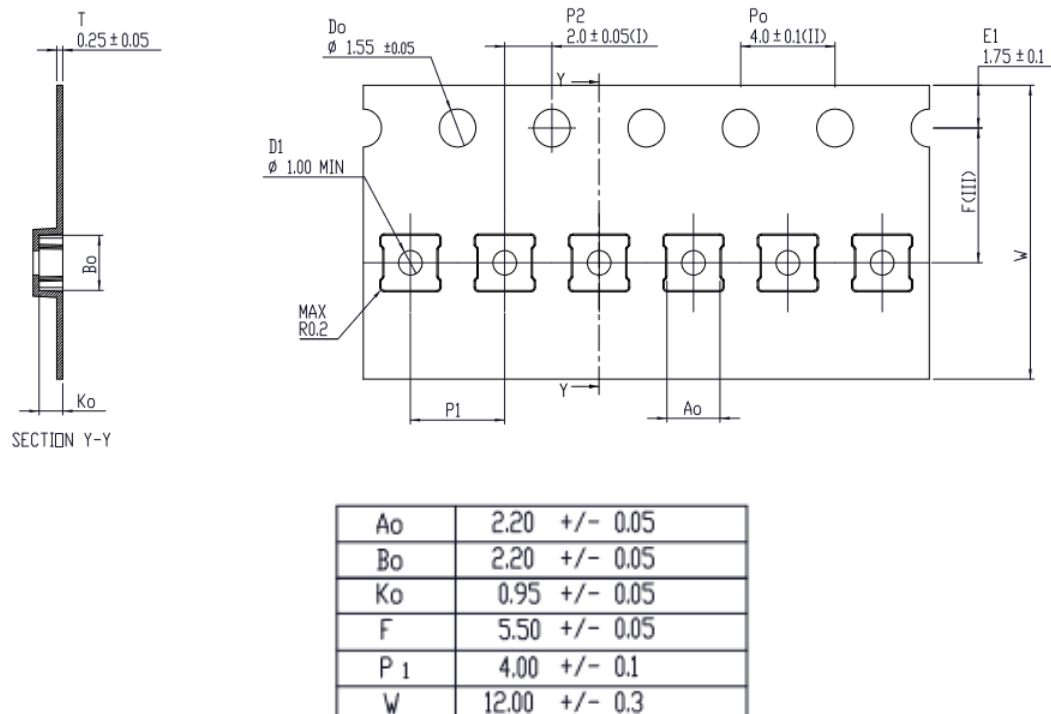 T
0.25 ± 0.05
Do
ø 1.55 ±0.05
P2
2.0 ± 0.05(I)
Po
4.0 ± 0.1(II)
E1
1.75 ± 0.1
Y
D1
ø 1.00 MIN
F(III)
W
Bo
MAX
R0.2
Ko
P1
Y
Ao
SECTION Y-Y
Ao 2.20 +/- 0.05
Bo 2.20 +/- 0.05
Ko 0.95 +/- 0.05
F 5.50 +/- 0.05
P 1 4.00 +/- 0.1
W 12.00 +/- 0.3